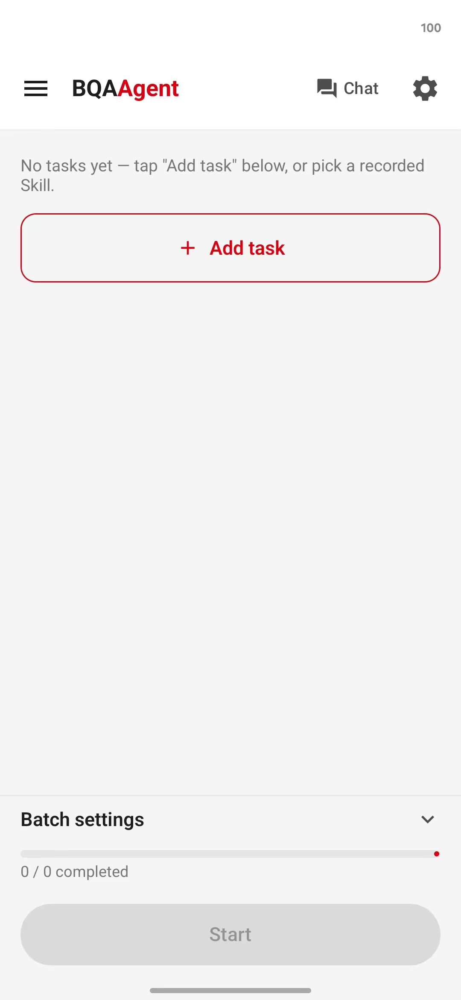 100
BQAAgent
Chat
No tasks yet — tap "Add task" below, or pick a recorded
Skill.
+ Add task
Batch settings
0 / 0 completed
Start